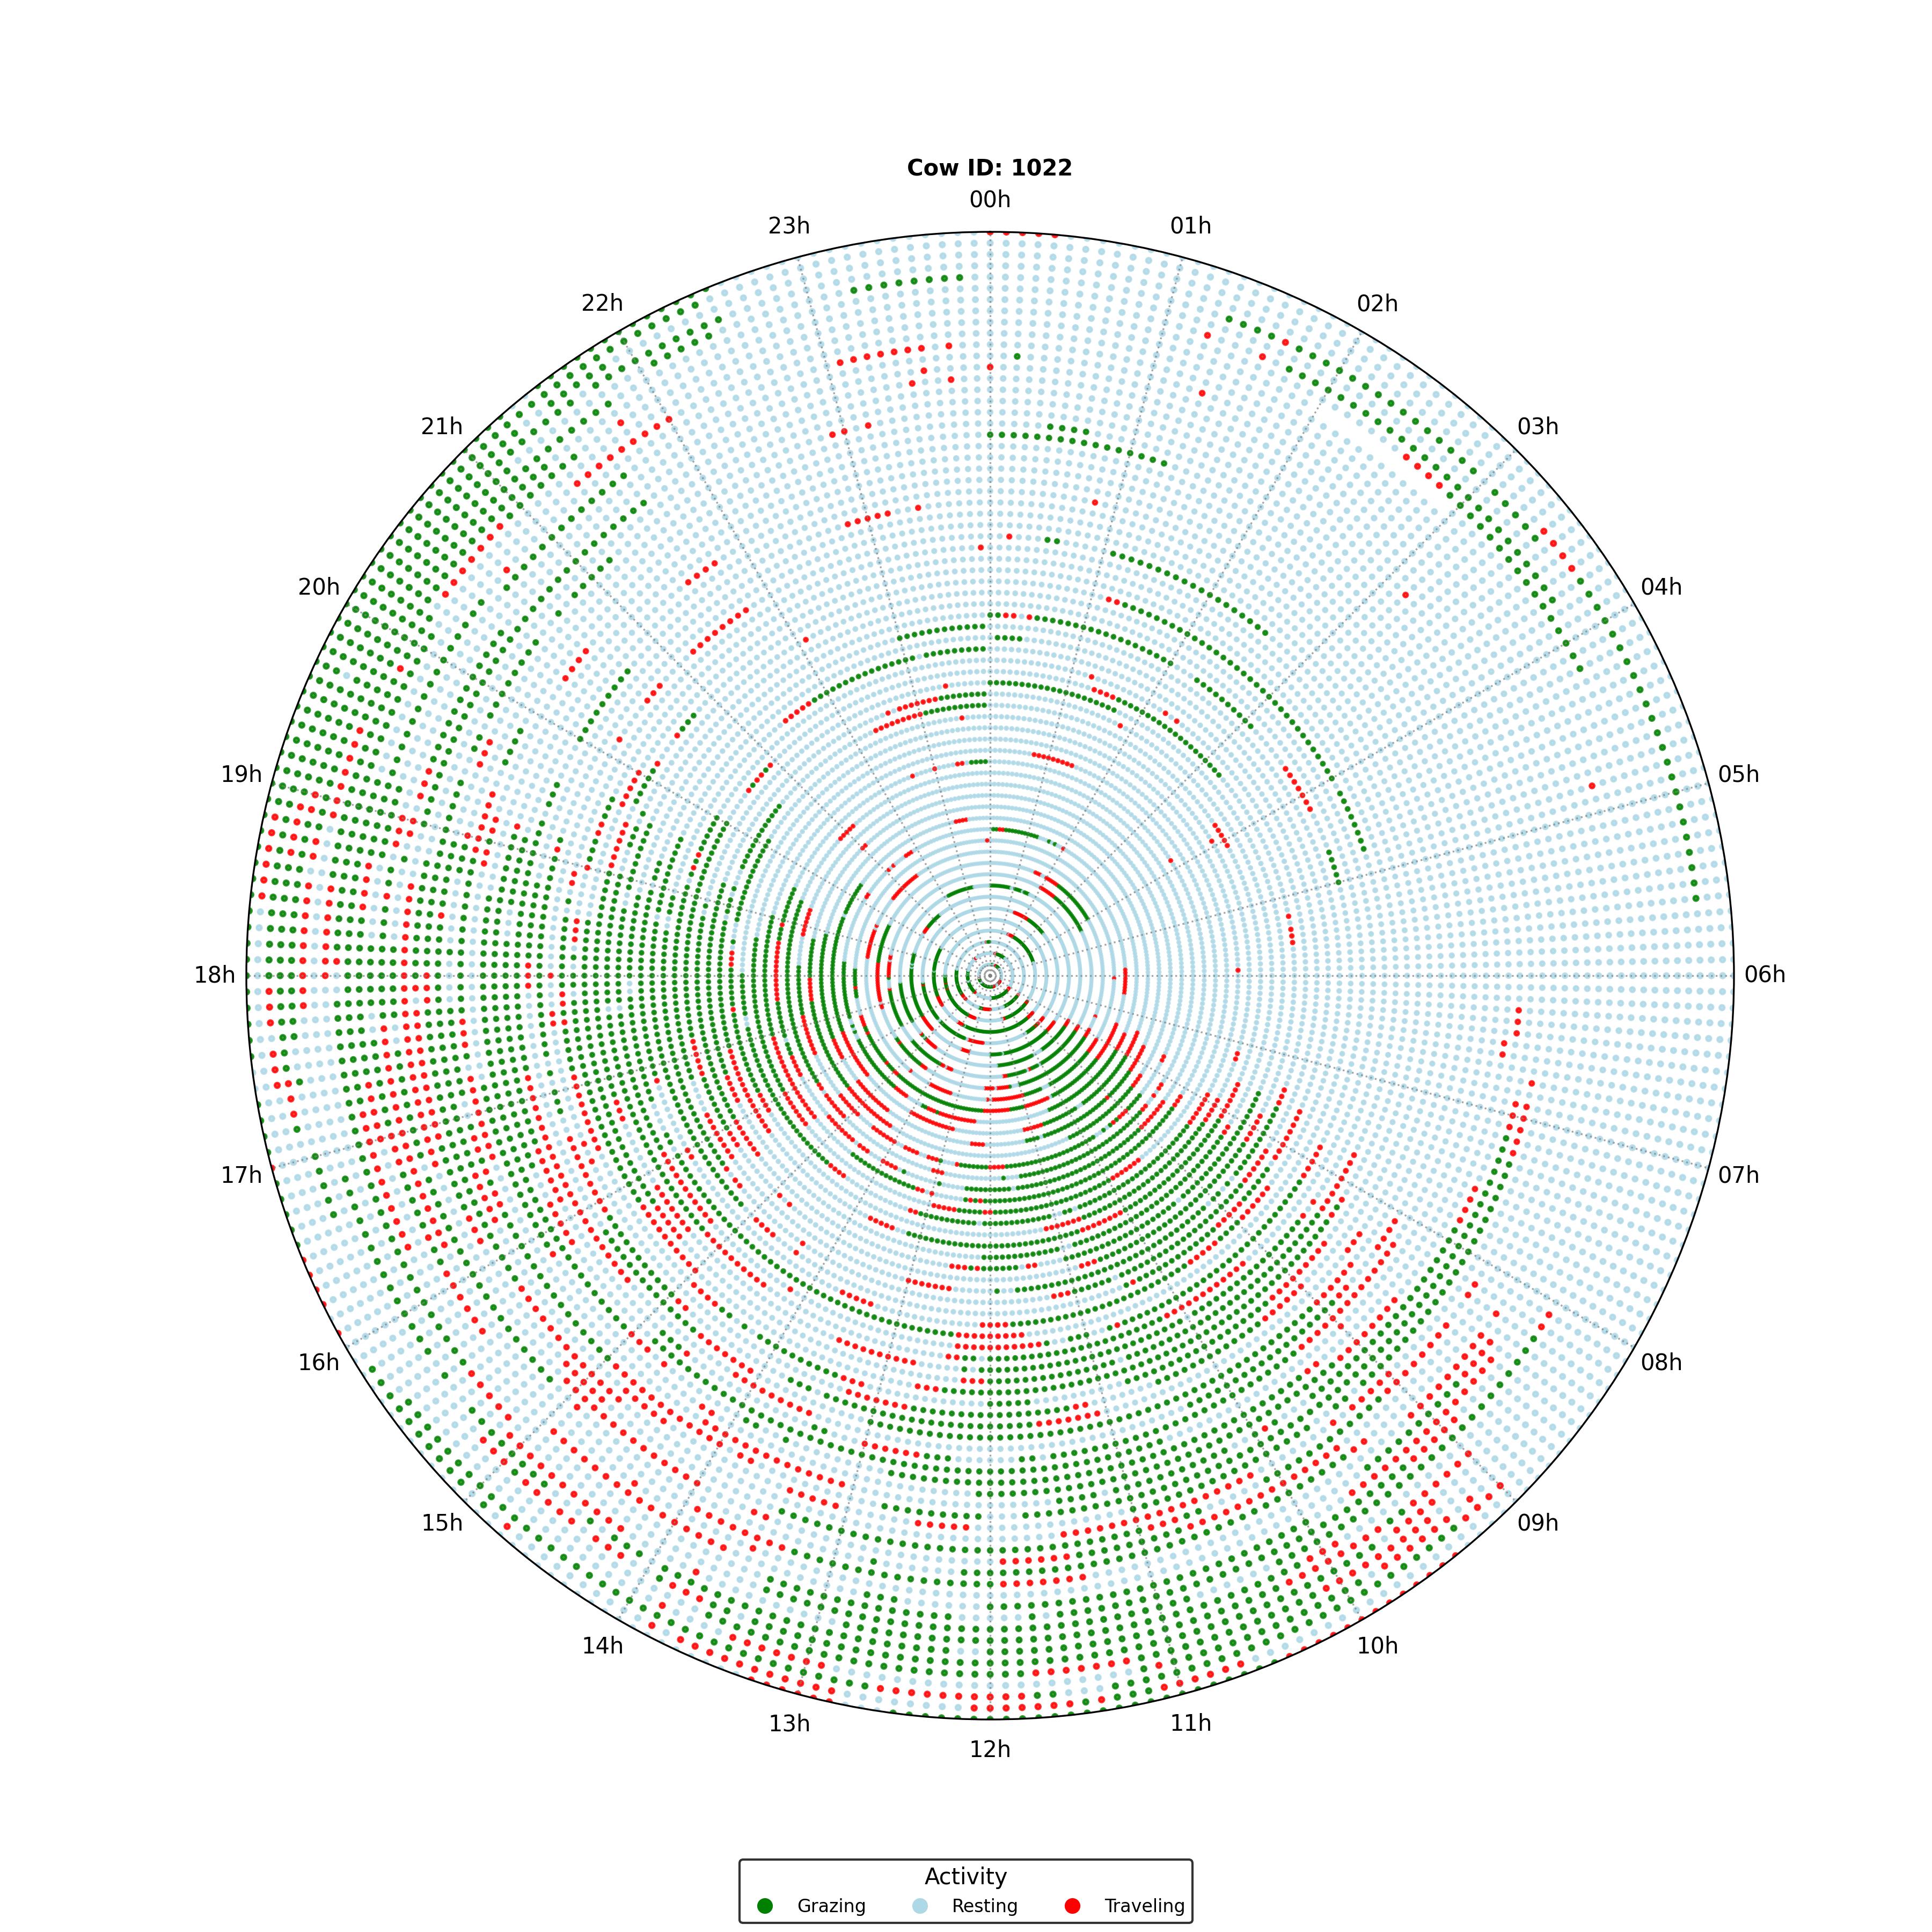 Cow ID: 1022
00h
01h
02h
03h
04h
05h
06h
07h
08h
09h
10h
11h
12h
13h
14h
15h
16h
17h
18h
19h
20h
21h
22h
23h
Activity
Grazing Resting Traveling